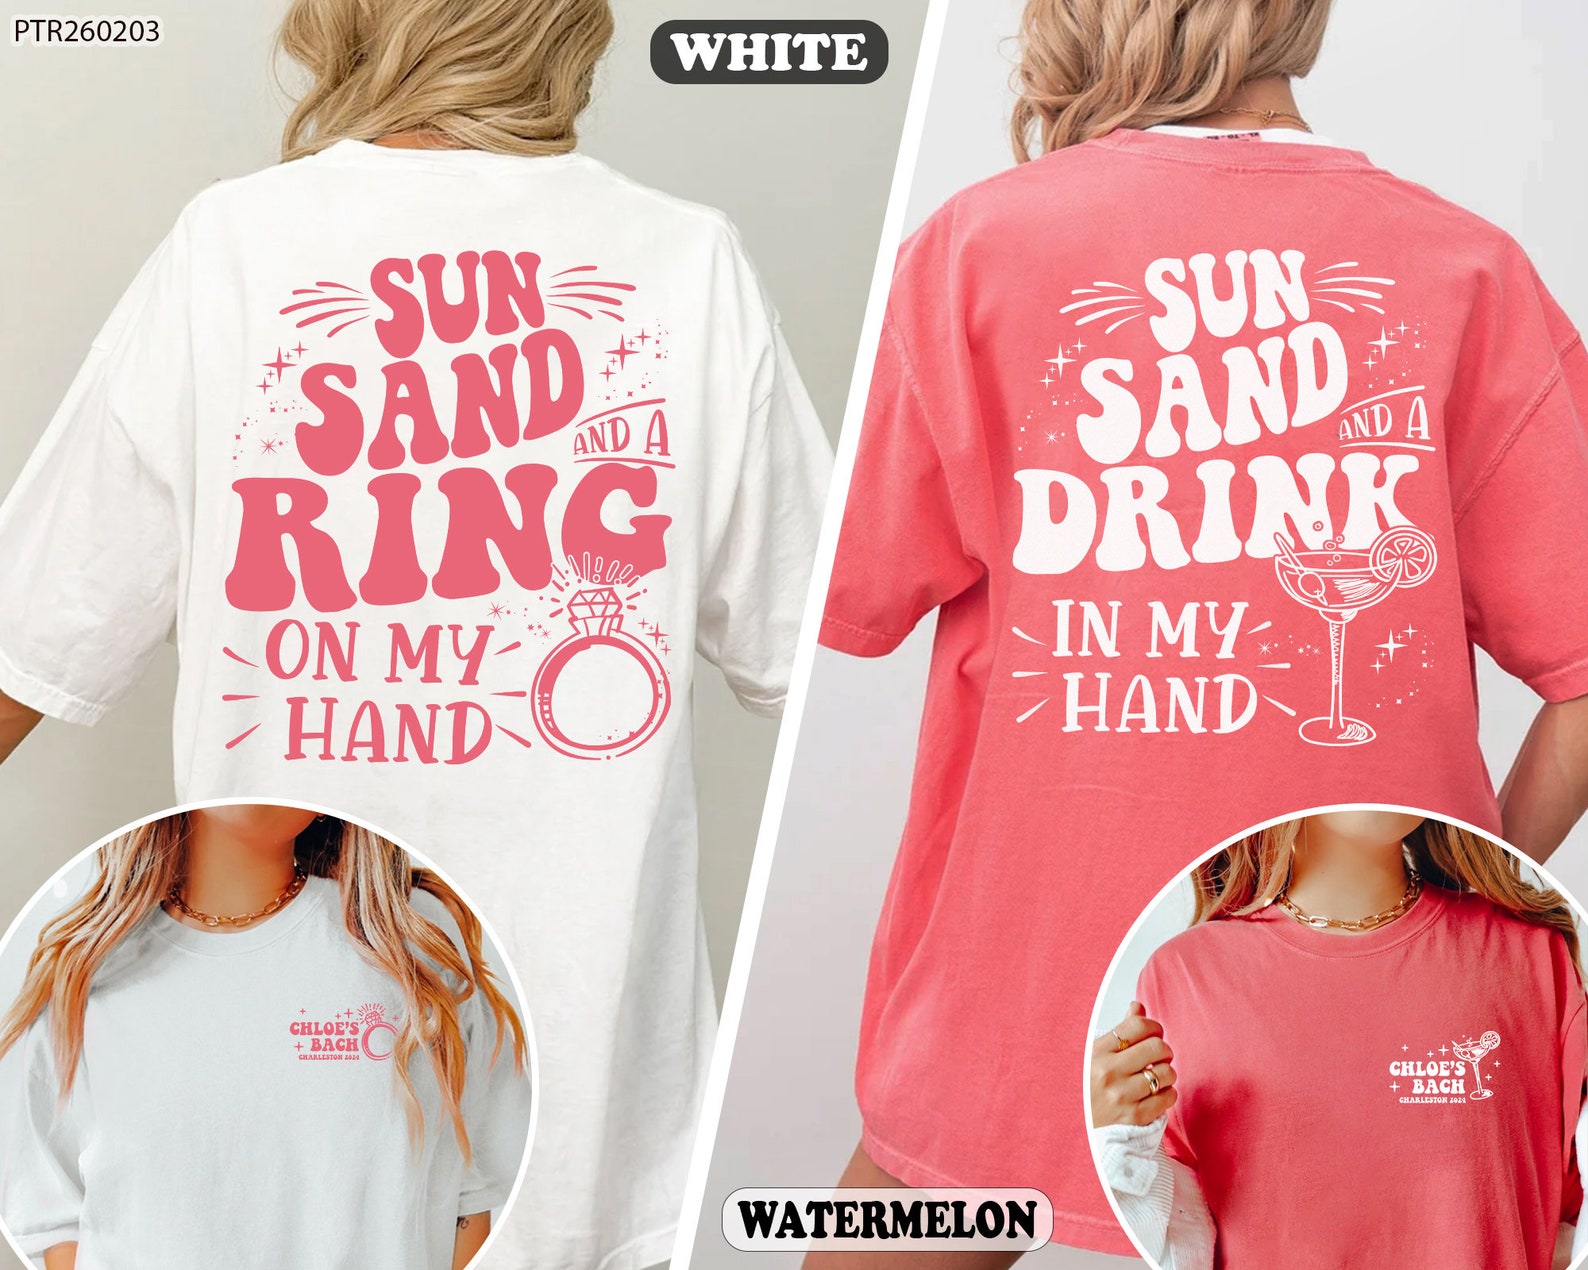 PTR260203
WHITE
SUN
SAND
AND A
RING
ON MY
HAND
SUN
SAND
AND A
DRINK
IN MY
HAND
CHLOE'S
BACH
CHARLESTON 2024
CHLOE'S
BACH
CHARLESTON 2024
WATERMELON